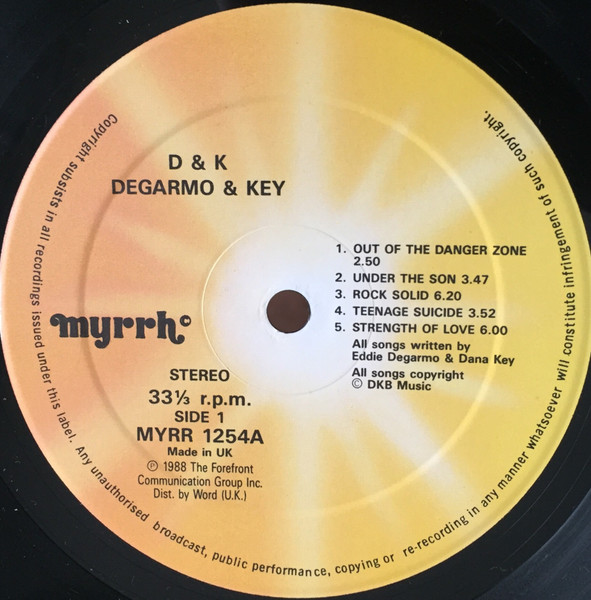 D & K
DEGARMO & KEY
1. OUT OF THE DANGER ZONE
2.50
2. UNDER THE SON 3.47
3. ROCK SOLID 6.20
4. TEENAGE SUICIDE 3.52
5. STRENGTH OF LOVE 6.00
All songs written by
Eddie Degarmo & Dana Key
All songs copyright
© DKB Music
myrrh©
STEREO
33⅓ r.p.m.
SIDE 1
MYRR 1254A
Made in UK
℗ 1988 The Forefront
Communication Group Inc.
Dist. by Word (U.K.)
Copyright subsists in all recordings issued under this label. Any unauthorised broadcast, public performance, copying or re-recording in any manner whatsoever will constitute infringement of such copyright.